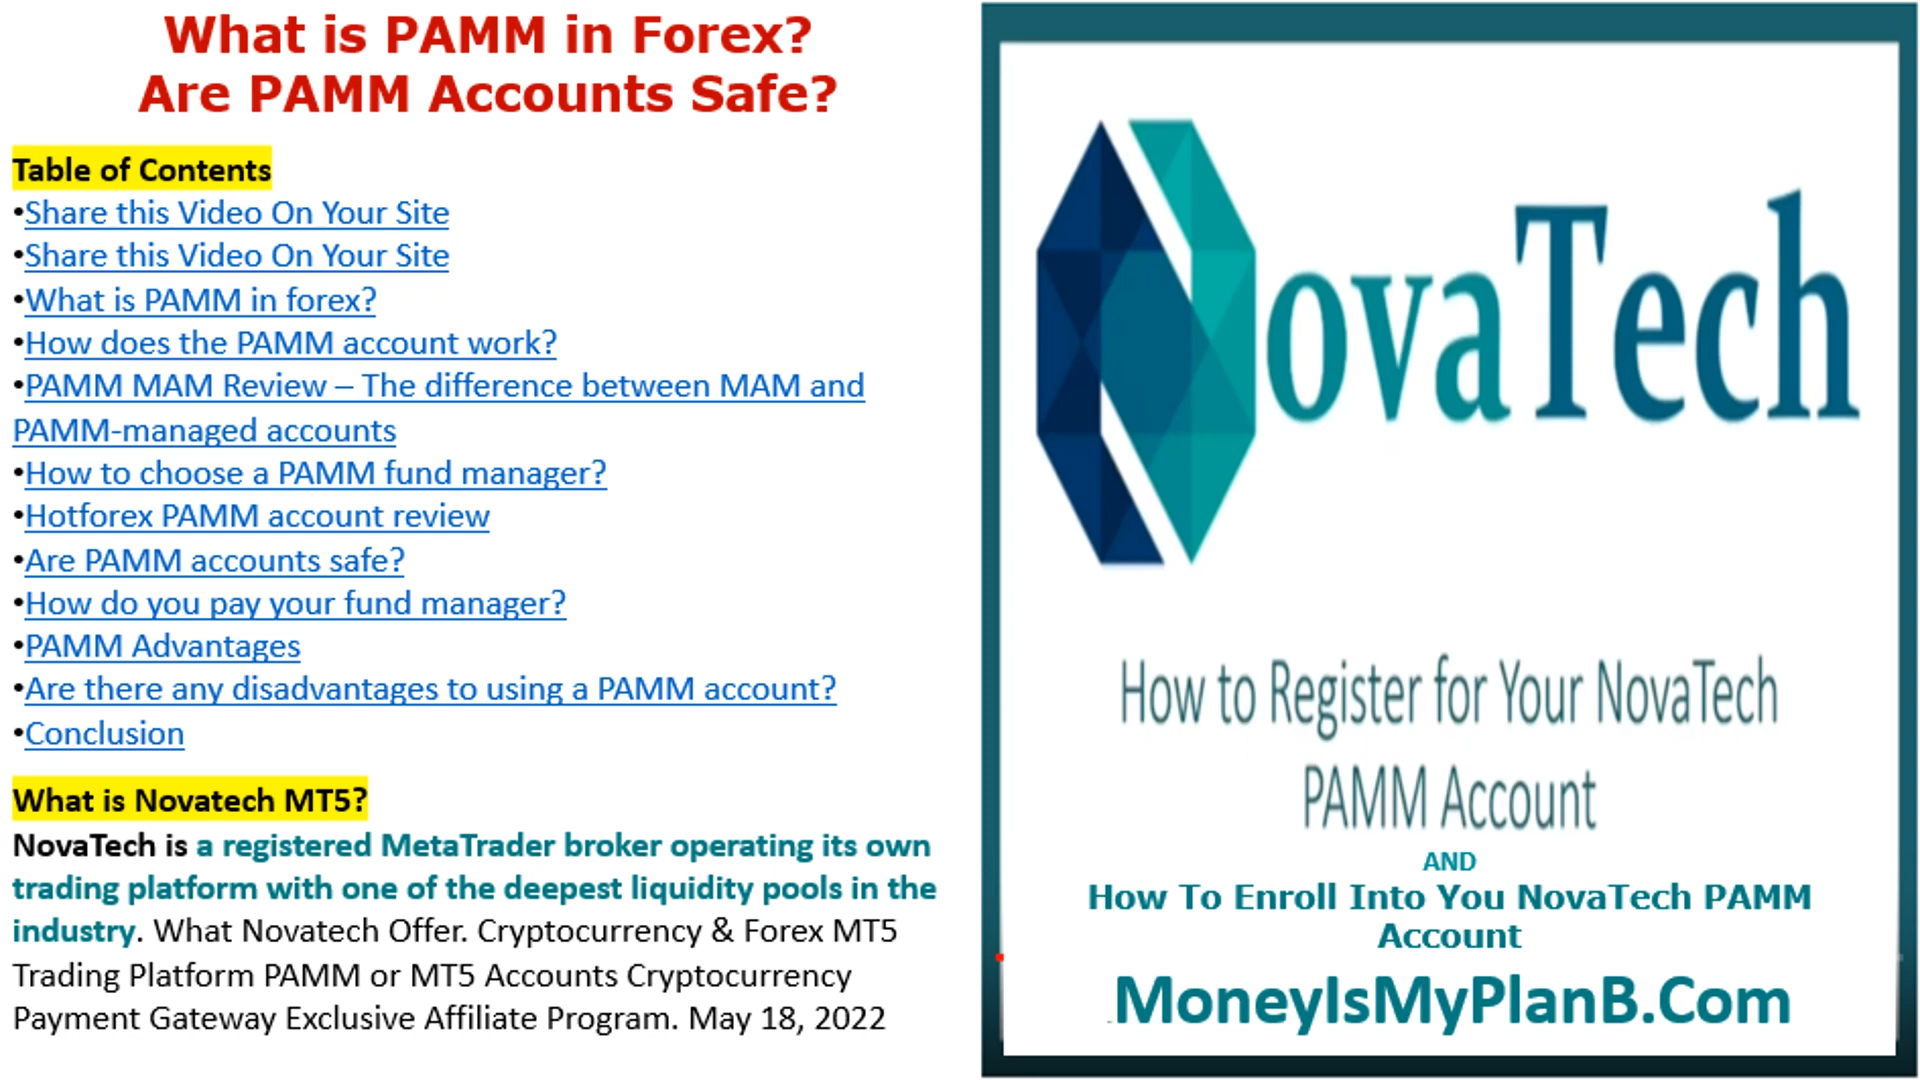 What is PAMM in Forex?
Are PAMM Accounts Safe?
Table of Contents
•Share this Video On Your Site
•Share this Video On Your Site
•What is PAMM in forex?
•How does the PAMM account work?
•PAMM MAM Review – The difference between MAM and
PAMM-managed accounts
•How to choose a PAMM fund manager?
•Hotforex PAMM account review
•Are PAMM accounts safe?
•How do you pay your fund manager?
•PAMM Advantages
•Are there any disadvantages to using a PAMM account?
•Conclusion
What is Novatech MT5?
NovaTech is a registered MetaTrader broker operating its own
trading platform with one of the deepest liquidity pools in the
industry. What Novatech Offer. Cryptocurrency & Forex MT5
Trading Platform PAMM or MT5 Accounts Cryptocurrency
Payment Gateway Exclusive Affiliate Program. May 18, 2022
NovaTech
How to Register for Your NovaTech
PAMM Account
AND
How To Enroll Into You NovaTech PAMM
Account
MoneyIsMyPlanB.Com